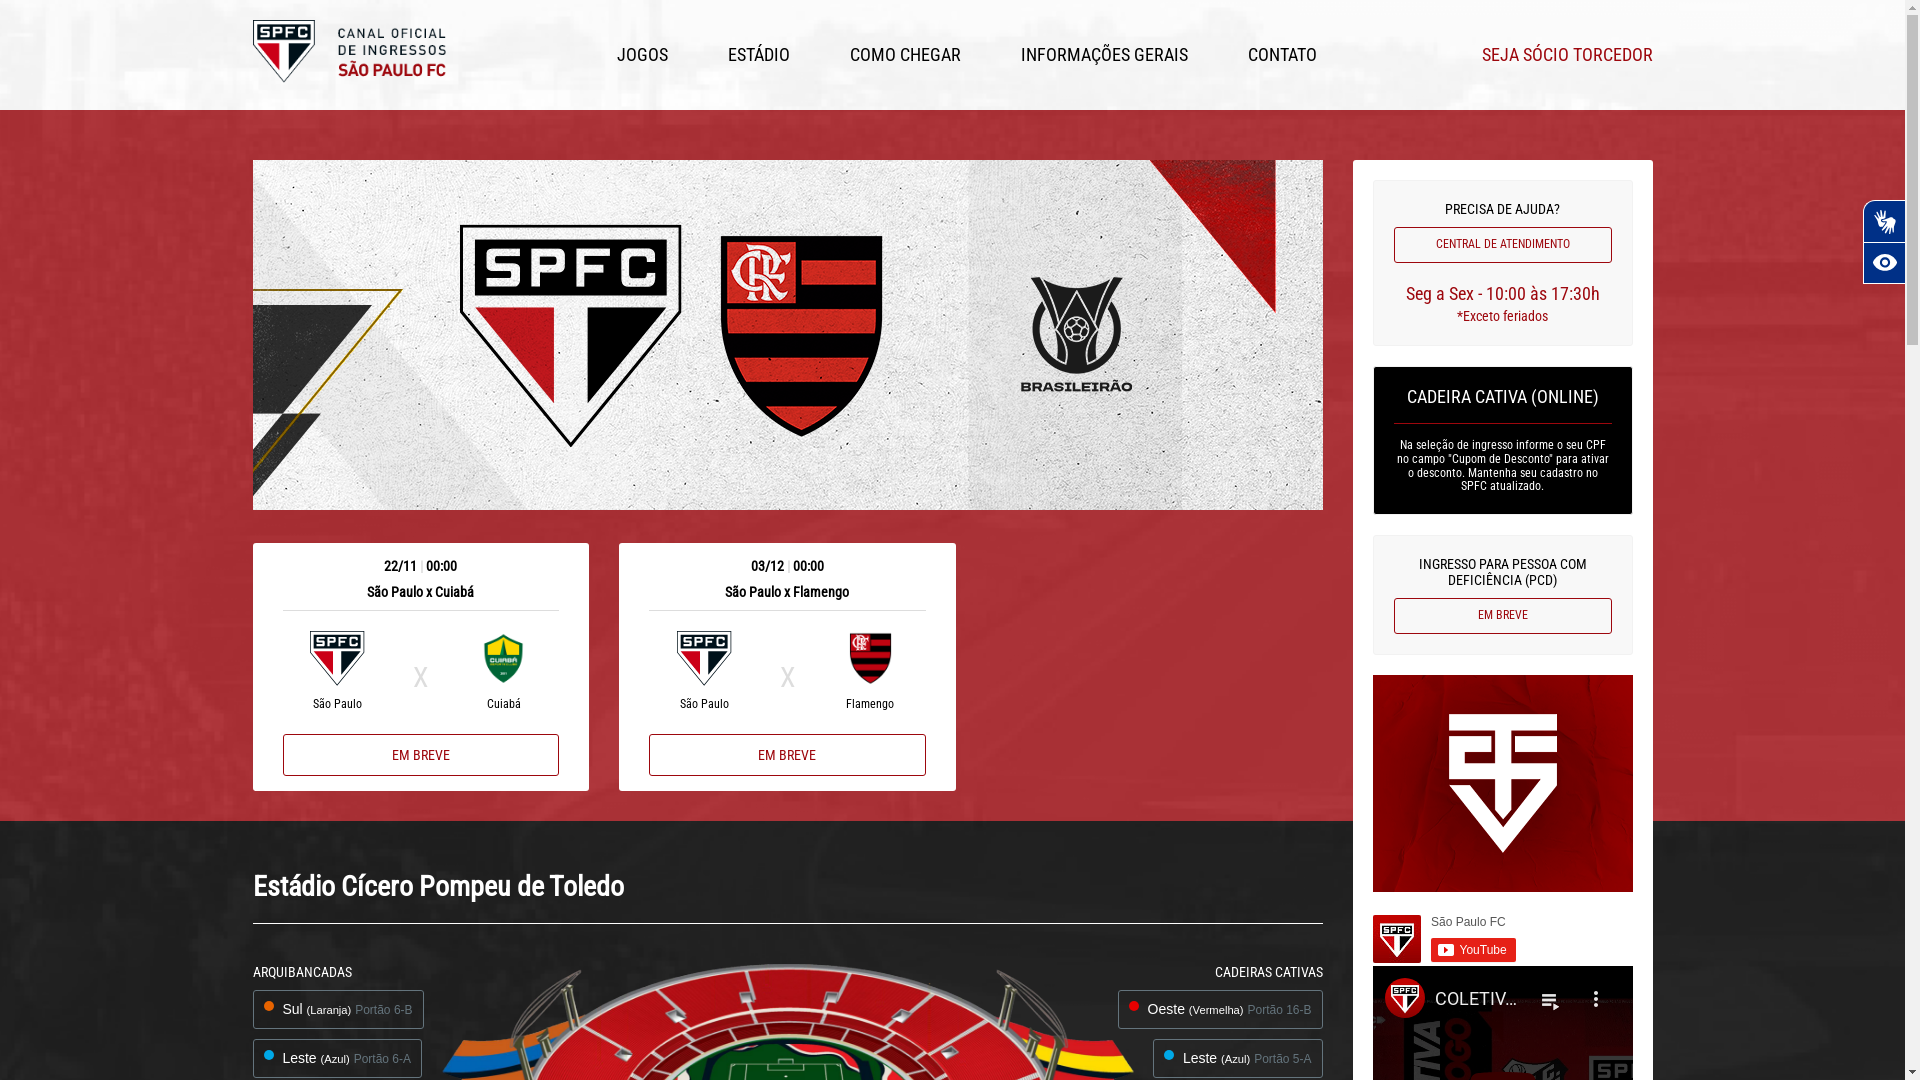 SPFC
CANAL OFICIAL
DE INGRESSOS
SÃO PAULO FC
JOGOS
ESTÁDIO
COMO CHEGAR
INFORMAÇÕES GERAIS
CONTATO
SEJA SÓCIO TORCEDOR
SPFC
CRF
BRASILEIRÃO
22/11 | 00:00
São Paulo x Cuiabá
SPFC
X
CUIABÁ
São Paulo
Cuiabá
EM BREVE
03/12 | 00:00
São Paulo x Flamengo
SPFC
X
São Paulo
Flamengo
EM BREVE
PRECISA DE AJUDA?
CENTRAL DE ATENDIMENTO
Seg a Sex - 10:00 às 17:30h
*Exceto feriados
CADEIRA CATIVA (ONLINE)
Na seleção de ingresso informe o seu CPF
no campo "Cupom de Desconto" para ativar
o desconto. Mantenha seu cadastro no
SPFC atualizado.
INGRESSO PARA PESSOA COM
DEFICIÊNCIA (PCD)
EM BREVE
SPFC
São Paulo FC
YouTube
SPFC
COLETIV...
Estádio Cícero Pompeu de Toledo
ARQUIBANCADAS
Sul (Laranja) Portão 6-B
Leste (Azul) Portão 6-A
CADEIRAS CATIVAS
Oeste (Vermelha) Portão 16-B
Leste (Azul) Portão 5-A